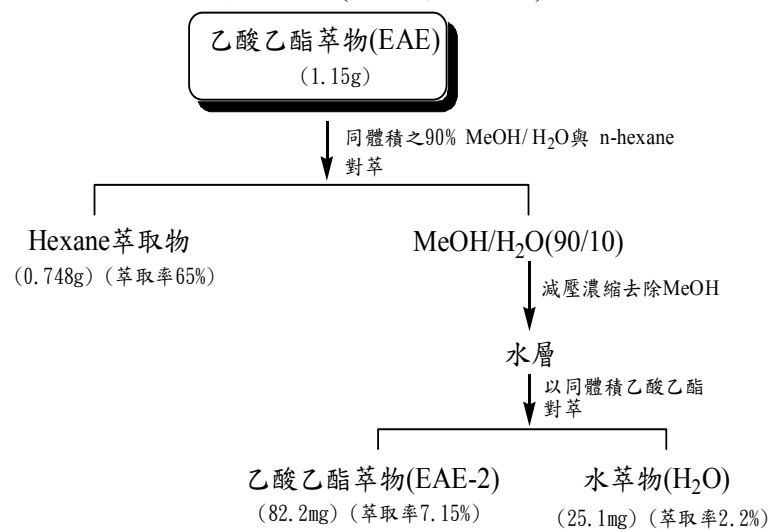 乙酸乙酯萃物(EAE)
(1.15g)
同體積之90% MeOH/ H2O與 n-hexane
對萃
Hexane萃取物
(0.748g) (萃取率65%)
MeOH/H2O(90/10)
減壓濃縮去除MeOH
水層
以同體積乙酸乙酯
對萃
乙酸乙酯萃物(EAE-2)
(82.2mg) (萃取率7.15%)
水萃物(H2O)
(25.1mg) (萃取率2.2%)